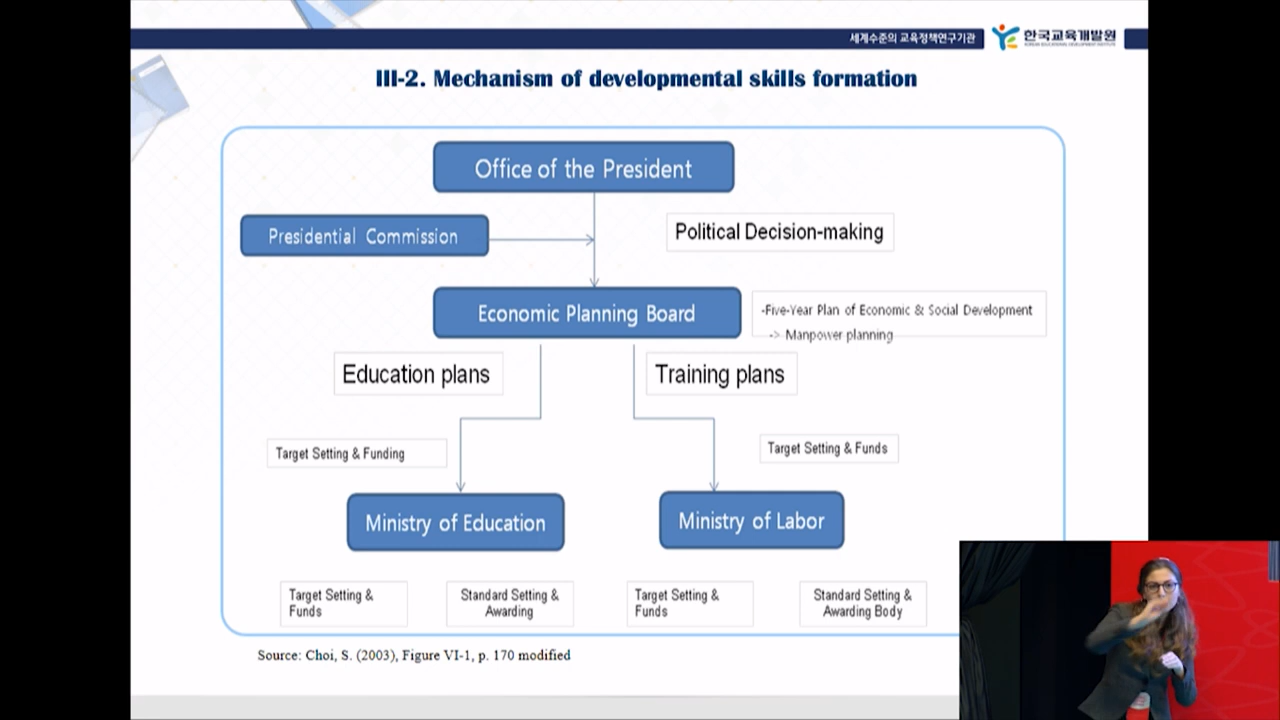 세계수준의 교육정책연구기관
한국교육개발원
KOREAN EDUCATIONAL DEVELOPMENT INSTITUTE
III-2. Mechanism of developmental skills formation
Office of the President
Presidential Commission
Political Decision-making
Economic Planning Board
-Five-Year Plan of Economic & Social Development
-> Manpower planning
Education plans
Training plans
Target Setting & Funding
Target Setting & Funds
Ministry of Education
Ministry of Labor
Target Setting &
Funds
Standard Setting &
Awarding
Target Setting &
Funds
Standard Setting &
Awarding Body
Source: Choi, S. (2003), Figure VI-1, p. 170 modified